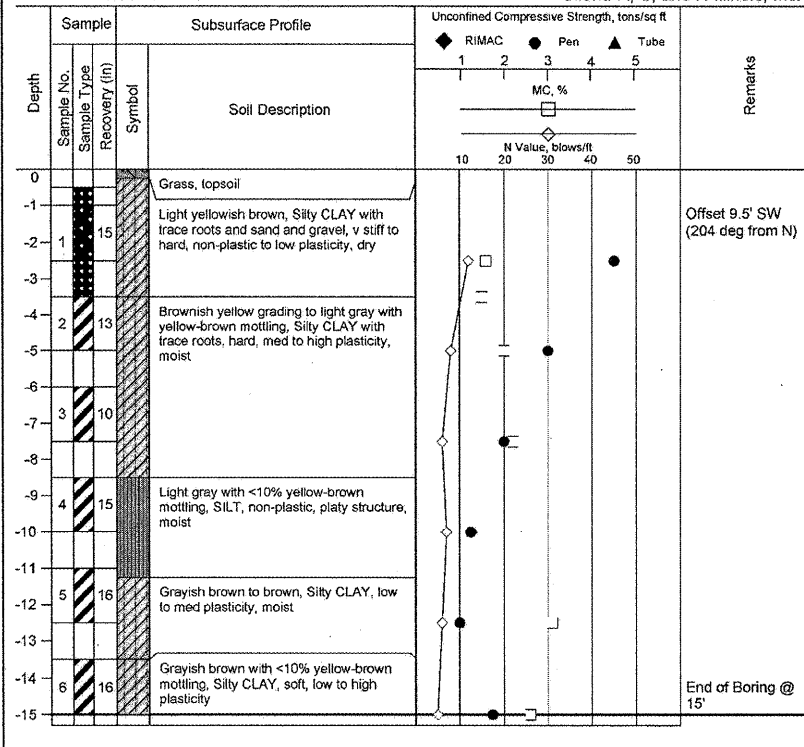 Sample
Subsurface Profile
Unconfined Compressive Strength, tons/sq ft
RIMAC Pen Tube
1 2 3 4 5
MC, %
N Value, blows/ft
10 20 30 40 50
Depth
Sample No.
Sample Type
Recovery (in)
Symbol
Soil Description
Remarks
0
Grass, topsoil
-1
Light yellowish brown, Silty CLAY with
trace roots and sand and gravel, v stiff to
hard, non-plastic to low plasticity, dry
Offset 9.5' SW
(204 deg from N)
1 15
-2
-3
-4
Brownish yellow grading to light gray with
yellow-brown mottling, Silty CLAY with
trace roots, hard, med to high plasticity,
moist
2 13
-5
-6
3 10
-7
-8
-9
Light gray with <10% yellow-brown
mottling, SILT, non-plastic, platy structure,
moist
4 15
-10
-11
5 16
Grayish brown to brown, Silty CLAY, low
to med plasticity, moist
-12
-13
-14
Grayish brown with <10% yellow-brown
mottling, Silty CLAY, soft, low to high
plasticity
6 16
-15
End of Boring @
15'